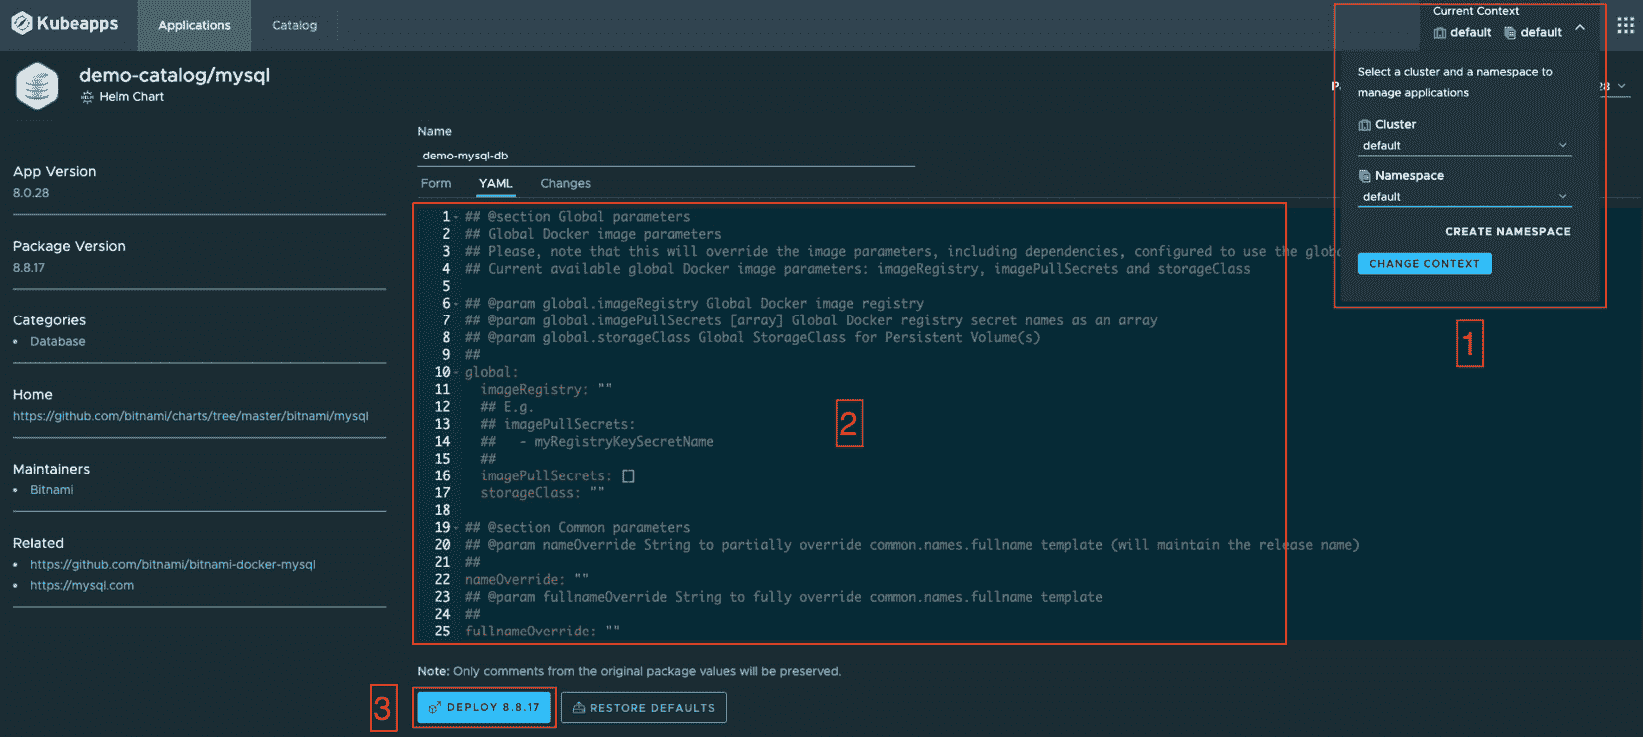 Kubeapps
Applications
Catalog
Current Context
default default
demo-catalog/mysql
Helm Chart
Select a cluster and a namespace to
manage applications
Cluster
default
Namespace
default
CREATE NAMESPACE
CHANGE CONTEXT
1
App Version
8.0.28
Package Version
8.8.17
Categories
• Database
Home
https://github.com/bitnami/charts/tree/master/bitnami/mysql
Maintainers
• Bitnami
Related
• https://github.com/bitnami/bitnami-docker-mysql
• https://mysql.com
Name
demo-mysql-db
Form YAML Changes
1 ## @section Global parameters
2 ## Global Docker image parameters
3 ## Please, note that this will override the image parameters, including dependencies, configured to use the globa
4 ## Current available global Docker image parameters: imageRegistry, imagePullSecrets and storageClass
5
6 ## @param global.imageRegistry Global Docker image registry
7 ## @param global.imagePullSecrets [array] Global Docker registry secret names as an array
8 ## @param global.storageClass Global StorageClass for Persistent Volume(s)
9 ##
10 global:
11 imageRegistry: ""
12 ## E.g.
13 ## imagePullSecrets:
14 ## - myRegistryKeySecretName
15 ##
16 imagePullSecrets: []
17 storageClass: ""
18
19 ## @section Common parameters
20 ## @param nameOverride String to partially override common.names.fullname template (will maintain the release name)
21 ##
22 nameOverride: ""
23 ## @param fullnameOverride String to fully override common.names.fullname template
24 ##
25 fullnameOverride: ""
2
Note: Only comments from the original package values will be preserved.
3
DEPLOY 8.8.17
RESTORE DEFAULTS